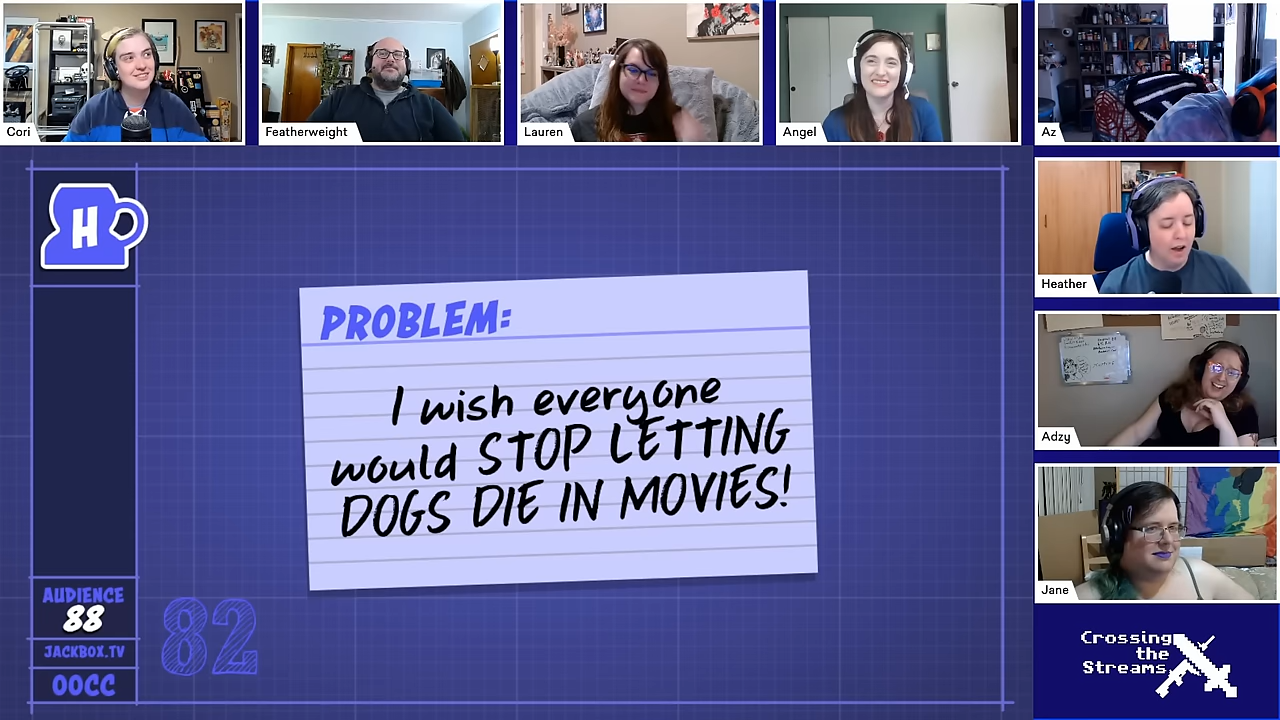 Cori
Featherweight
Lauren
Angel
Az
H
PROBLEM:
I wish everyone
would STOP LETTING
DOGS DIE IN MOVIES!
Heather
Adzy
Jane
AUDIENCE
88
JACKBOX.TV
OOCC
82
Crossing
the
Streams